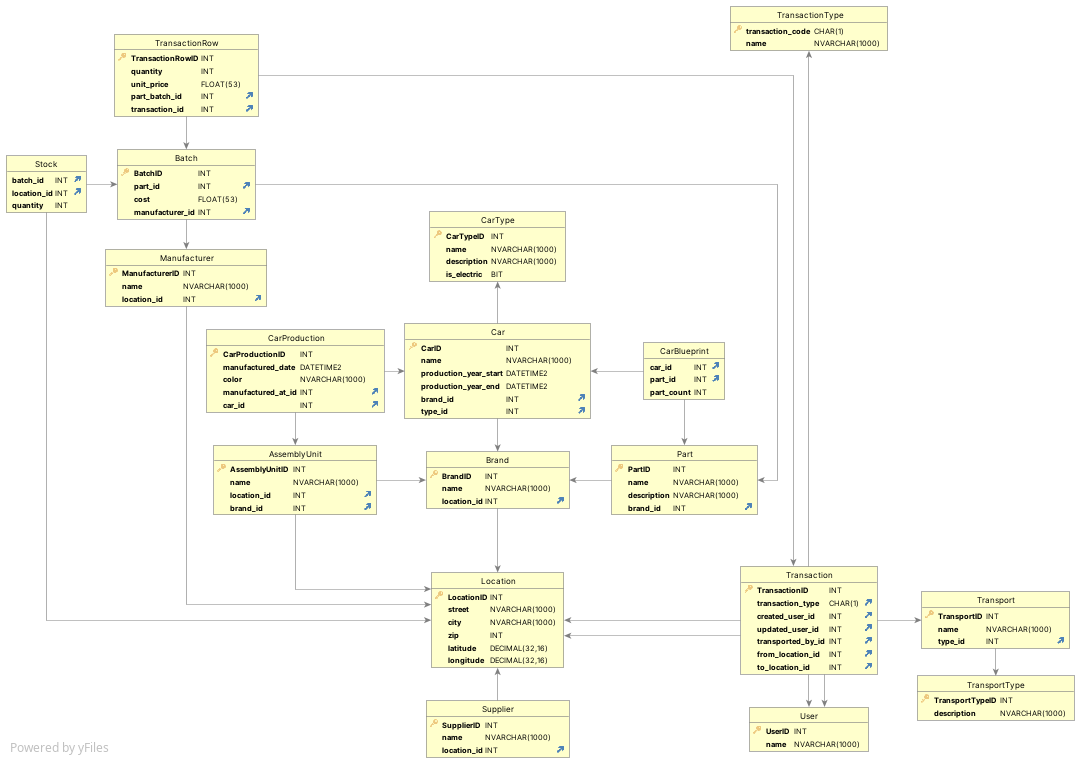 TransactionType
transaction_code CHAR(1)
name NVARCHAR(1000)
TransactionRow
TransactionRowID INT
quantity INT
unit_price FLOAT(53)
part_batch_id INT
transaction_id INT
Stock
batch_id INT
location_id INT
quantity INT
Batch
BatchID INT
part_id INT
cost FLOAT(53)
manufacturer_id INT
CarType
CarTypeID INT
name NVARCHAR(1000)
description NVARCHAR(1000)
is_electric BIT
Manufacturer
ManufacturerID INT
name NVARCHAR(1000)
location_id INT
CarProduction
CarProductionID INT
manufactured_date DATETIME2
color NVARCHAR(1000)
manufactured_at_id INT
car_id INT
Car
CarID INT
name NVARCHAR(1000)
production_year_start DATETIME2
production_year_end DATETIME2
brand_id INT
type_id INT
CarBlueprint
car_id INT
part_id INT
part_count INT
AssemblyUnit
AssemblyUnitID INT
name NVARCHAR(1000)
location_id INT
brand_id INT
Brand
BrandID INT
name NVARCHAR(1000)
location_id INT
Part
PartID INT
name NVARCHAR(1000)
description NVARCHAR(1000)
brand_id INT
Location
LocationID INT
street NVARCHAR(1000)
city NVARCHAR(1000)
zip INT
latitude DECIMAL(32,16)
longitude DECIMAL(32,16)
Transaction
TransactionID INT
transaction_type CHAR(1)
created_user_id INT
updated_user_id INT
transported_by_id INT
from_location_id INT
to_location_id INT
Transport
TransportID INT
name NVARCHAR(1000)
type_id INT
TransportType
TransportTypeID INT
description NVARCHAR(1000)
Supplier
SupplierID INT
name NVARCHAR(1000)
location_id INT
User
UserID INT
name NVARCHAR(1000)
Powered by yFiles